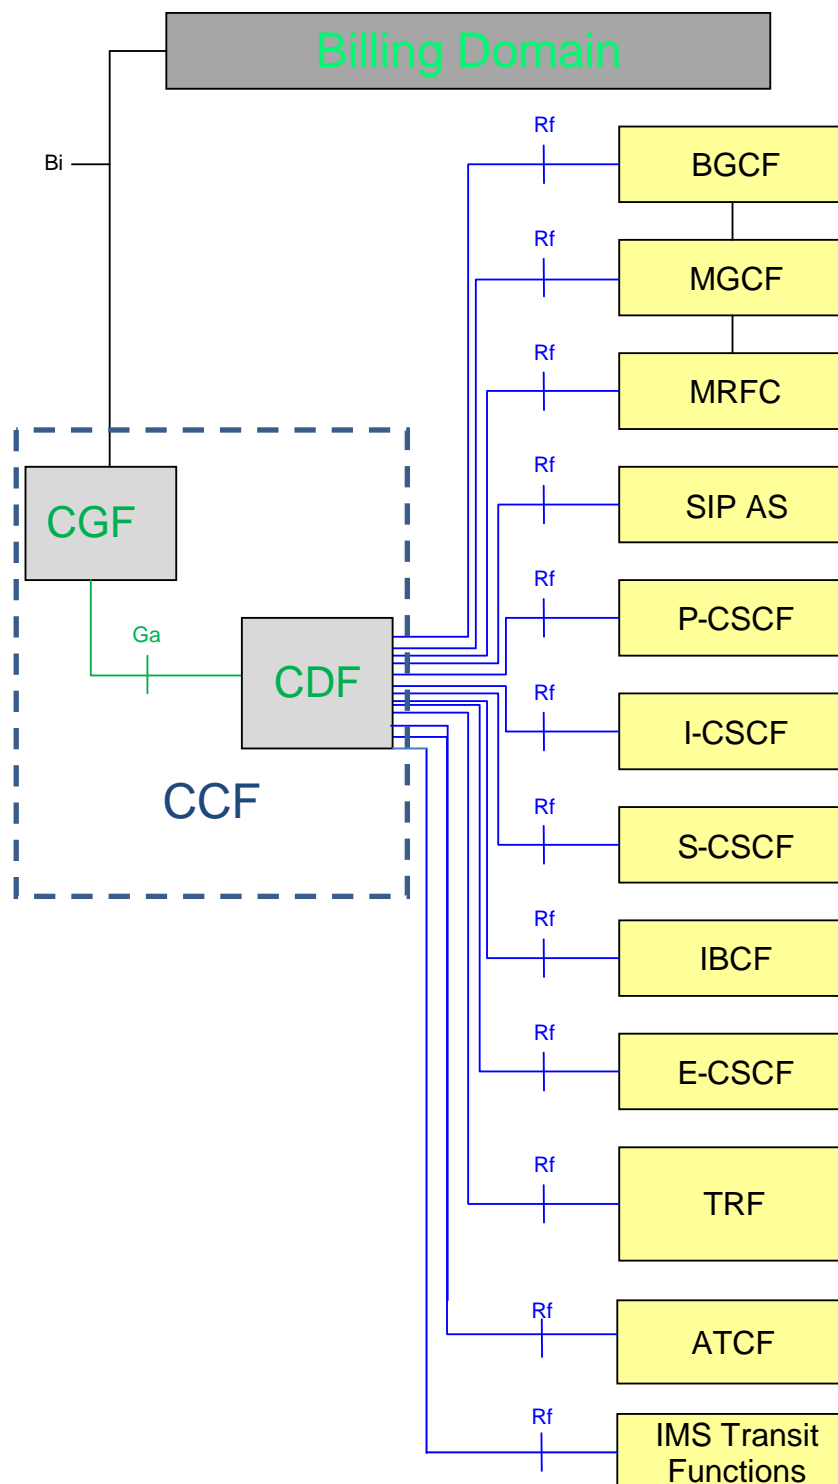 Billing Domain
Bi
Rf
BGCF
Rf
MGCF
Rf
MRFC
Rf
SIP AS
Rf
P-CSCF
Rf
I-CSCF
Rf
S-CSCF
Rf
IBCF
Rf
E-CSCF
Rf
TRF
Rf
ATCF
Rf
IMS Transit
Functions
CGF
Ga
CDF
CCF